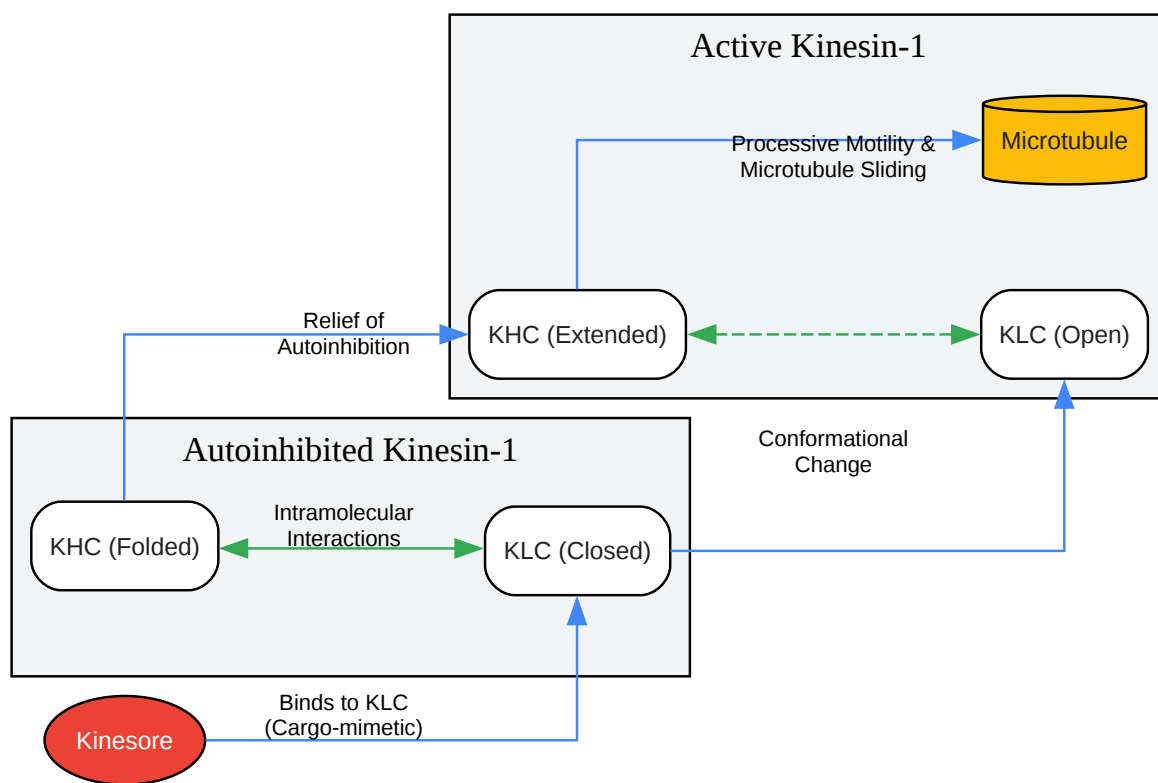 Active Kinesin-1
Microtubule
Processive Motility &
Microtubule Sliding
Relief of
Autoinhibition
KHC (Extended)
KLC (Open)
Autoinhibited Kinesin-1
Conformational
Change
KHC (Folded)
Intramolecular
Interactions
KLC (Closed)
Kinesore
Binds to KLC
(Cargo-mimetic)